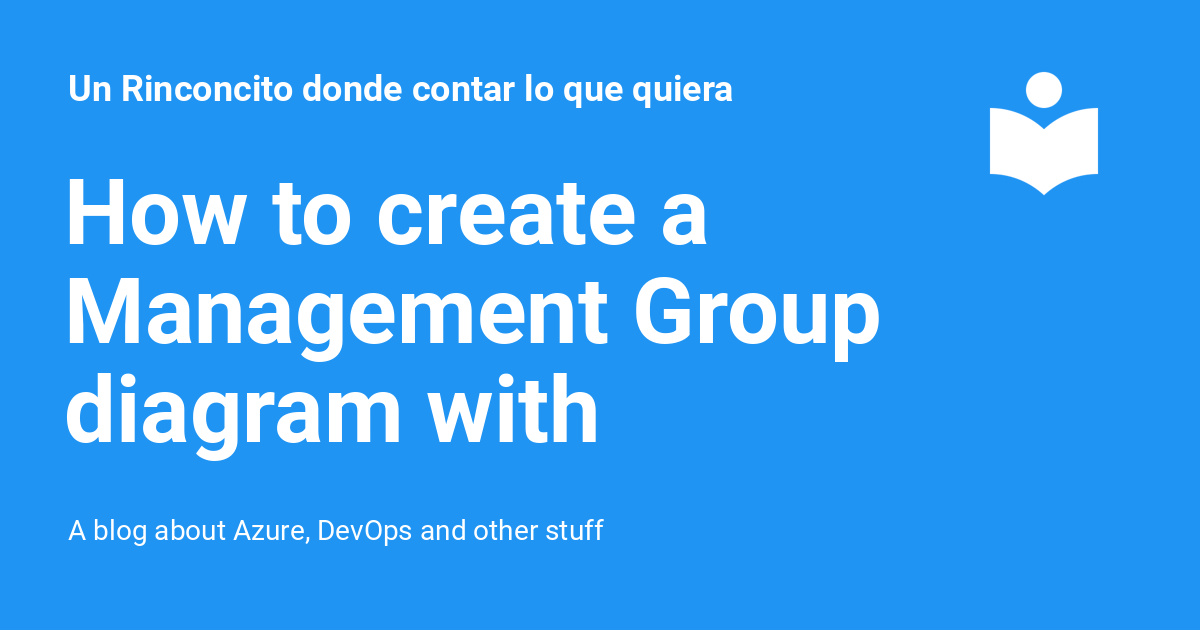 Un Rinconcito donde contar lo que quiera
How to create a
Management Group
diagram with
A blog about Azure, DevOps and other stuff